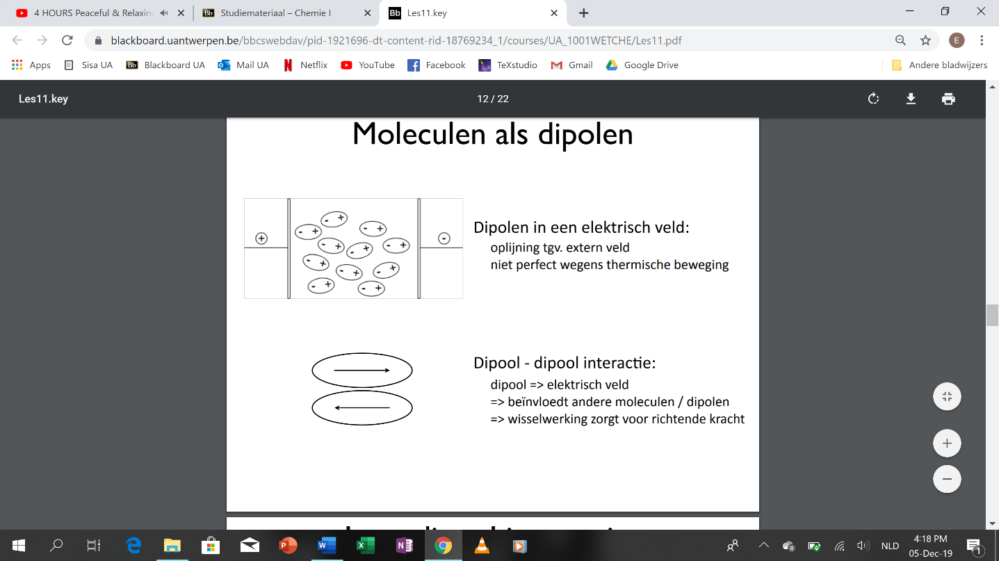 4 HOURS Peaceful & Relaxing
Studiemateriaal – Chemie I
Les11.key
blackboard.uantwerpen.be/bbcswebdav/pid-1921696-dt-content-rid-18769234_1/courses/UA_1001WETCHE/Les11.pdf
E
Apps Sisa UA Blackboard UA Mail UA Netflix YouTube Facebook TeXstudio Gmail Google Drive Andere bladwijzers
Les11.key 12 / 22
Moleculen als dipolen
Dipolen in een elektrisch veld:
oplijning tgv. extern veld
niet perfect wegens thermische beweging
Dipool - dipool interactie:
dipool => elektrisch veld
=> beïnvloedt andere moleculen / dipolen
=> wisselwerking zorgt voor richtende kracht
NLD
4:18 PM
05-Dec-19
1